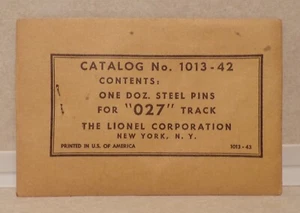 CATALOG No. 1013-42
CONTENTS:
ONE DOZ. STEEL PINS
FOR "027" TRACK
THE LIONEL CORPORATION
NEW YORK, N. Y.
PRINTED IN U.S. OF AMERICA 1013-42